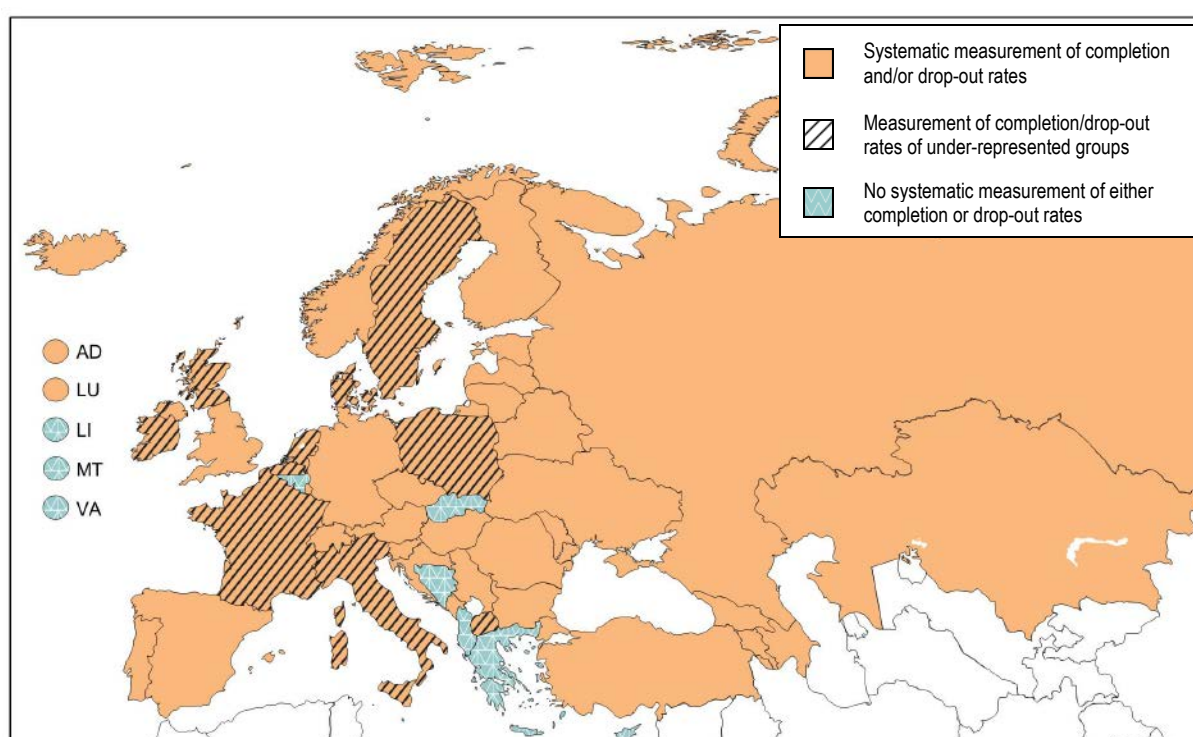 Systematic measurement of completion
and/or drop-out rates
Measurement of completion/drop-out
rates of under-represented groups
No systematic measurement of either
completion or drop-out rates
AD
LU
LI
MT
VA